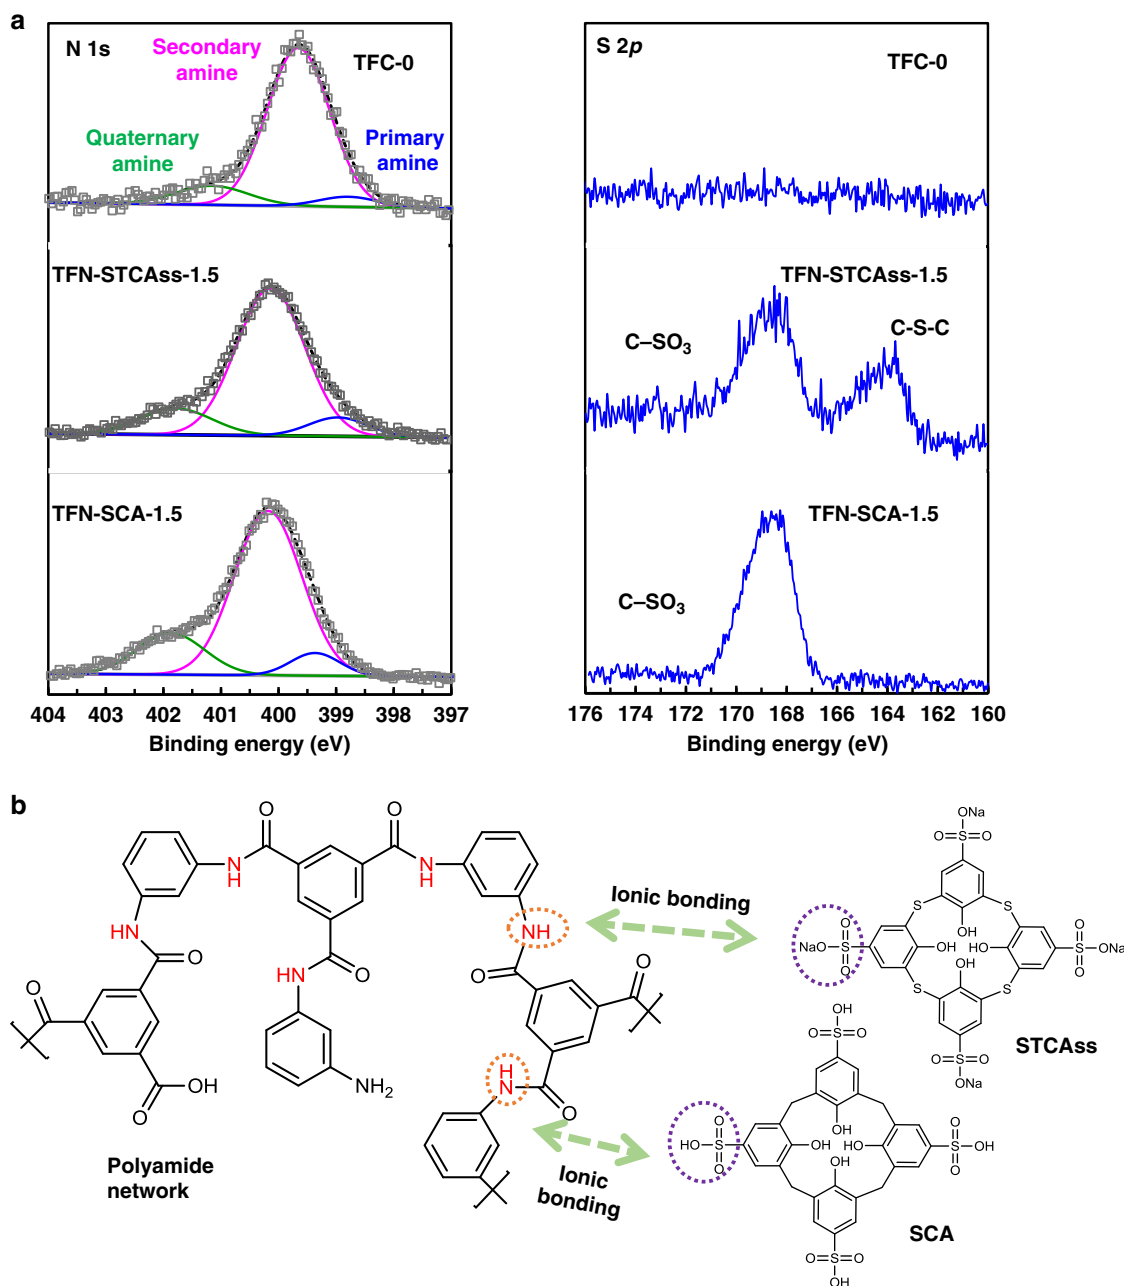 a
N 1s
Secondary
amine
TFC-0
Quaternary
amine
Primary
amine
TFN-STCAss-1.5
TFN-SCA-1.5
404 403 402 401 400 399 398 397
Binding energy (eV)
S 2p
TFC-0
TFN-STCAss-1.5
C–SO3
C-S-C
TFN-SCA-1.5
C–SO3
176 174 172 170 168 166 164 162 160
Binding energy (eV)
b
O
O
N
H
N
H
HN
O
HN
O
NH
O
O
O
OH
O
NH2
H
N
O
Polyamide
network
Ionic bonding
Ionic
bonding
ONa
O S O
S S
OH
O
NaO S
O
OH HO
O
S ONa
O
OH
S S
O S O
ONa
STCAss
OH
O S O
OH
O
HO S
O
OH HO
O
S OH
O
OH
O S O
OH
SCA